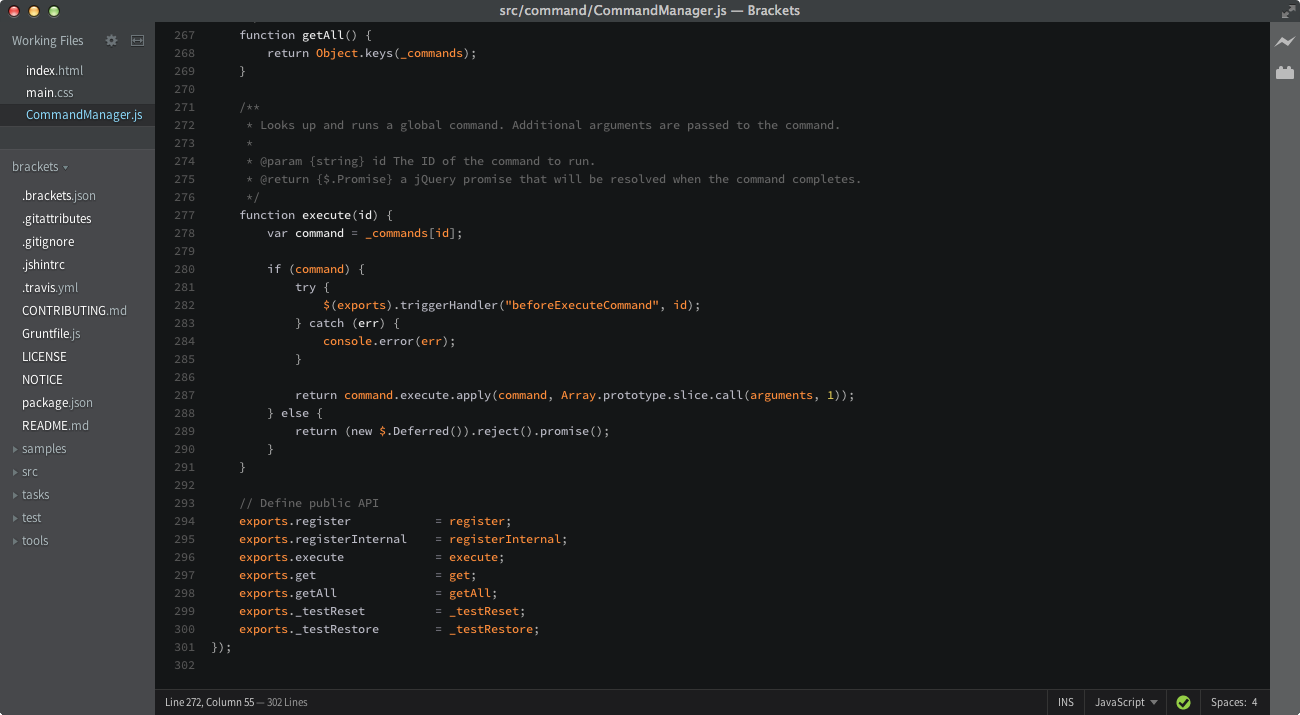 src/command/CommandManager.js — Brackets
Working Files
index.html
main.css
CommandManager.js
brackets
.brackets.json
.gitattributes
.gitignore
.jshintrc
.travis.yml
CONTRIBUTING.md
Gruntfile.js
LICENSE
NOTICE
package.json
README.md
samples
src
tasks
test
tools
267     function getAll() {
268         return Object.keys(_commands);
269     }
270
271     /**
272      * Looks up and runs a global command. Additional arguments are passed to the command.
273      *
274      * @param {string} id The ID of the command to run.
275      * @return {$.Promise} a jQuery promise that will be resolved when the command completes.
276      */
277     function execute(id) {
278         var command = _commands[id];
279
280         if (command) {
281             try {
282                 $(exports).triggerHandler("beforeExecuteCommand", id);
283             } catch (err) {
284                 console.error(err);
285             }
286
287             return command.execute.apply(command, Array.prototype.slice.call(arguments, 1));
288         } else {
289             return (new $.Deferred()).reject().promise();
290         }
291     }
292
293     // Define public API
294     exports.register            = register;
295     exports.registerInternal    = registerInternal;
296     exports.execute             = execute;
297     exports.get                 = get;
298     exports.getAll              = getAll;
299     exports._testReset          = _testReset;
300     exports._testRestore        = _testRestore;
301 });
302
Line 272, Column 55 — 302 Lines
INS
JavaScript
Spaces: 4